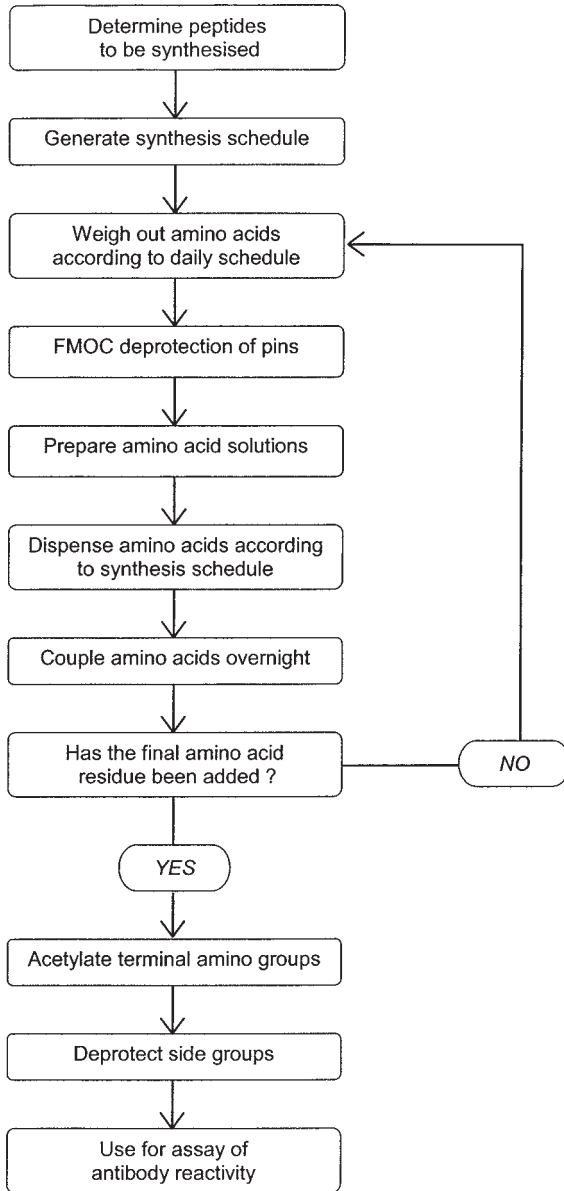 Determine peptides
to be synthesised
Generate synthesis schedule
Weigh out amino acids
according to daily schedule
FMOC deprotection of pins
Prepare amino acid solutions
Dispense amino acids according
to synthesis schedule
Couple amino acids overnight
Has the final amino acid
residue been added ?
NO
YES
Acetylate terminal amino groups
Deprotect side groups
Use for assay of
antibody reactivity